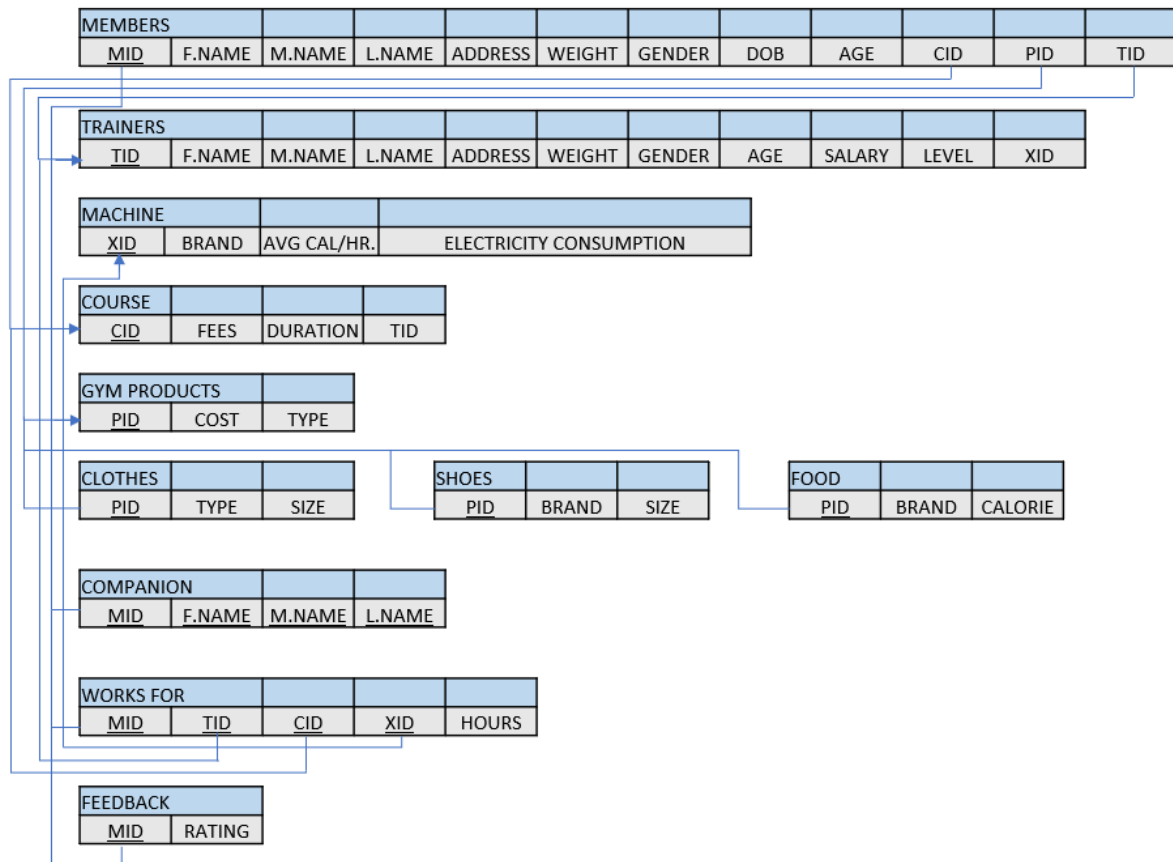 MEMBERS
MID F.NAME M.NAME L.NAME ADDRESS WEIGHT GENDER DOB AGE CID PID TID
TRAINERS
TID F.NAME M.NAME L.NAME ADDRESS WEIGHT GENDER AGE SALARY LEVEL XID
MACHINE
XID BRAND AVG CAL/HR. ELECTRICITY CONSUMPTION
COURSE
CID FEES DURATION TID
GYM PRODUCTS
PID COST TYPE
CLOTHES SHOES FOOD
PID TYPE SIZE PID BRAND SIZE PID BRAND CALORIE
COMPANION
MID F.NAME M.NAME L.NAME
WORKS FOR
MID TID CID XID HOURS
FEEDBACK
MID RATING